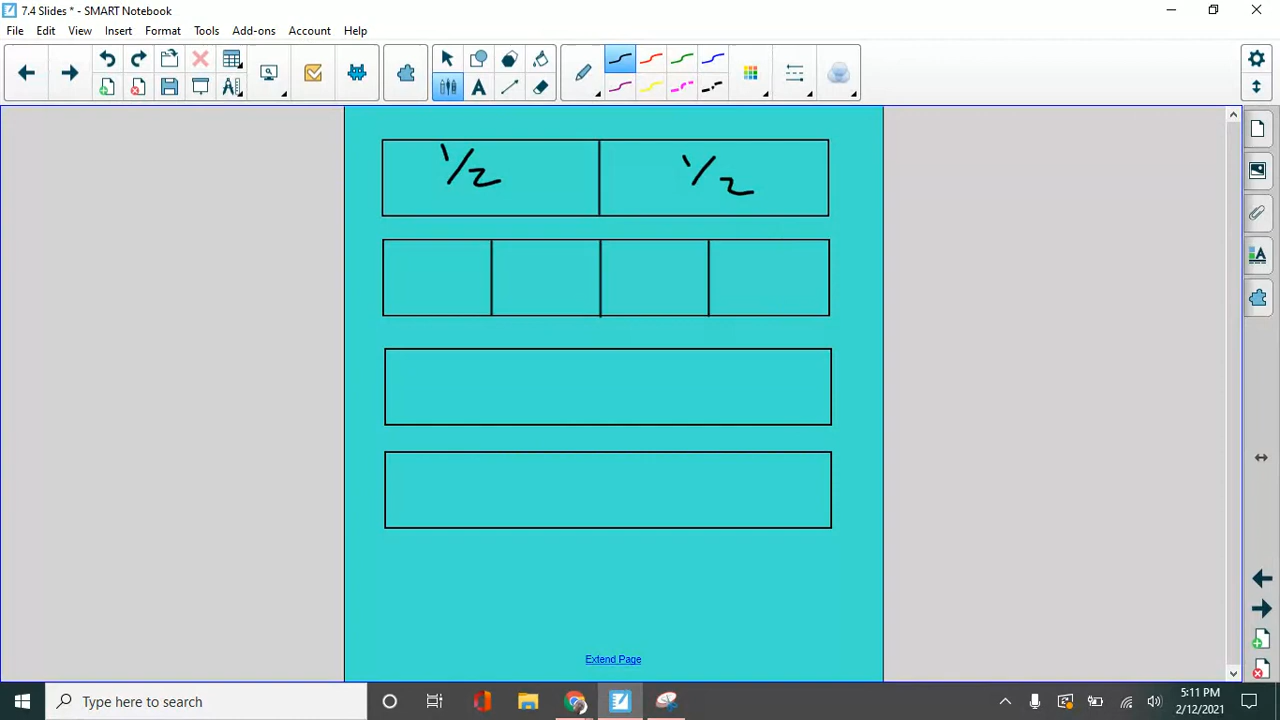 7.4 Slides * - SMART Notebook
File Edit View Insert Format Tools Add-ons Account Help
1/2 1/2
Extend Page
Type here to search
5:11 PM
2/12/2021